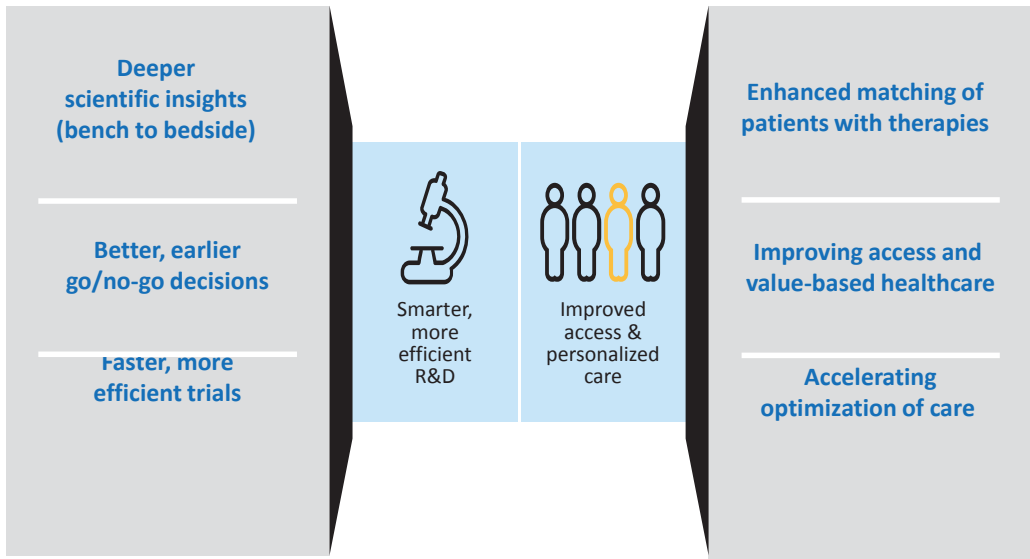 Deeper
scientific insights
(bench to bedside)
Better, earlier
go/no-go decisions
Faster, more
efficient trials
Smarter,
more
efficient
R&D
Improved
access &
personalized
care
Enhanced matching of
patients with therapies
Improving access and
value-based healthcare
Accelerating
optimization of care